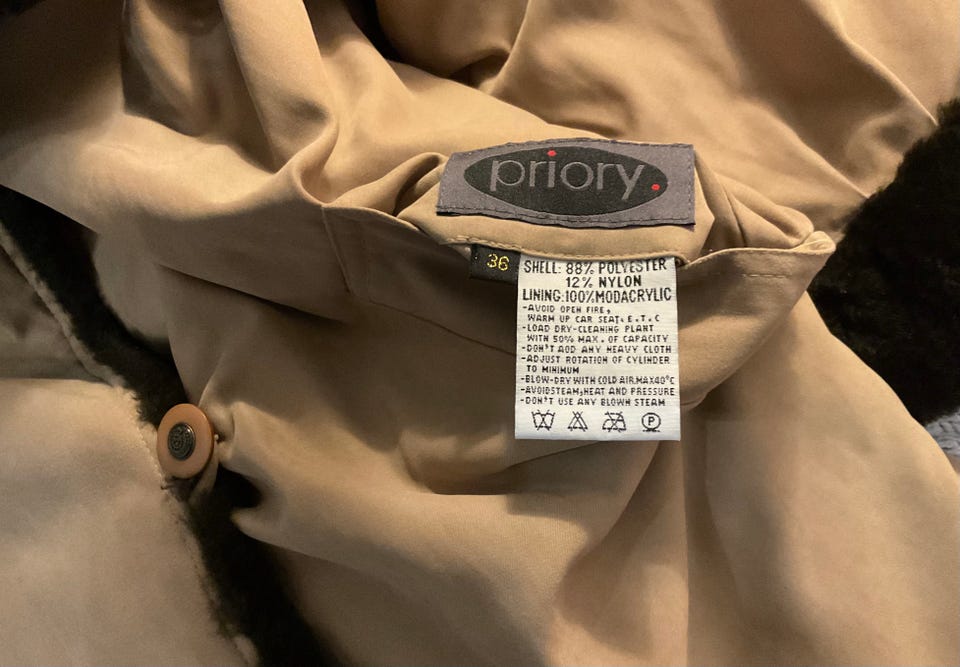 priory.
36
SHELL: 88% POLYESTER
12% NYLON
LINING:100%MODACRYLIC
-AVOID OPEN FIRE,
WARM UP CAR SEAT. E.T.C
-LOAD DRY-CLEANING PLANT
WITH 50% MAX. OF CAPACITY
-DON'T ADD ANY HEAVY CLOTH
-ADJUST ROTATION OF CYLINDER
TO MINIMUM
-BLOW-DRY WITH COLD AIR.MAX40°C
-AVOIDSTEAM,HEAT AND PRESSURE
-DON'T USE ANY BLOWN STEAM
P